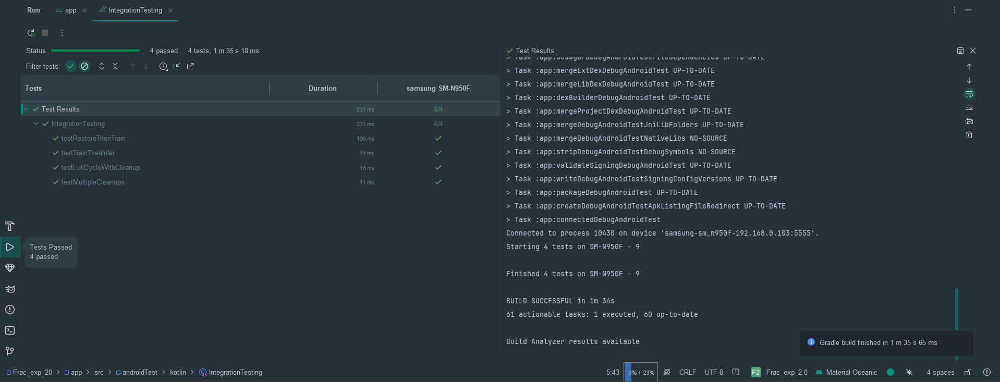 Run app IntegrationTesting
Status 4 passed 4 tests, 1 m 35 s 18 ms
Filter tests:
Tests Duration samsung SM-N950F
Test Results 231 ms 4/4
IntegrationTesting 231 ms 4/4
testRestoreThenTrain 190 ms
testTrainThenInfer 14 ms
testFullCycleWithCleanup 16 ms
testMultipleCleanups 11 ms
Tests Passed
4 passed
Test Results
> Task :app:desugarDebugAndroidTestFileDependencies UP-TO-DATE
> Task :app:mergeExtDexDebugAndroidTest UP-TO-DATE
> Task :app:mergeLibDexDebugAndroidTest UP-TO-DATE
> Task :app:dexBuilderDebugAndroidTest UP-TO-DATE
> Task :app:mergeProjectDexDebugAndroidTest UP-TO-DATE
> Task :app:mergeDebugAndroidTestJniLibFolders UP-TO-DATE
> Task :app:mergeDebugAndroidTestNativeLibs NO-SOURCE
> Task :app:stripDebugAndroidTestDebugSymbols NO-SOURCE
> Task :app:validateSigningDebugAndroidTest UP-TO-DATE
> Task :app:writeDebugAndroidTestSigningConfigVersions UP-TO-DATE
> Task :app:packageDebugAndroidTest UP-TO-DATE
> Task :app:createDebugAndroidTestApkListingFileRedirect UP-TO-DATE
> Task :app:connectedDebugAndroidTest
Connected to process 10430 on device 'samsung-sm_n950f-192.168.0.103:5555'.
Starting 4 tests on SM-N950F - 9
Finished 4 tests on SM-N950F - 9
BUILD SUCCESSFUL in 1m 34s
61 actionable tasks: 1 executed, 60 up-to-date
Build Analyzer results available
Gradle build finished in 1 m 35 s 65 ms
Frac_exp_20 > app > src > androidTest > kotlin > IntegrationTesting 5:43 3% / 23% CRLF UTF-8 F2 Frac_exp_2.0 Material Oceanic 4 spaces